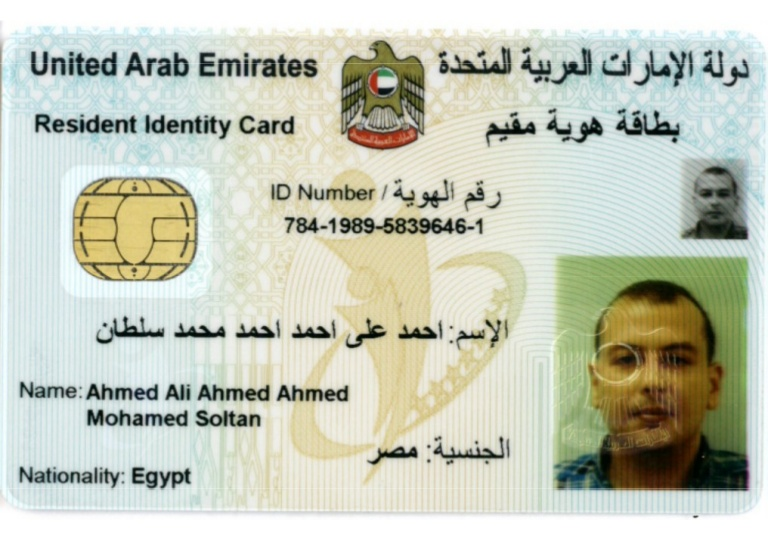 United Arab Emirates
دولة الإمارات العربية المتحدة
Resident Identity Card
بطاقة هوية مقيم
ID Number / رقم الهوية
784-1989-5839646-1
الإسم: احمد على احمد احمد محمد سلطان
Name: Ahmed Ali Ahmed Ahmed
Mohamed Soltan
الجنسية: مصر
Nationality: Egypt